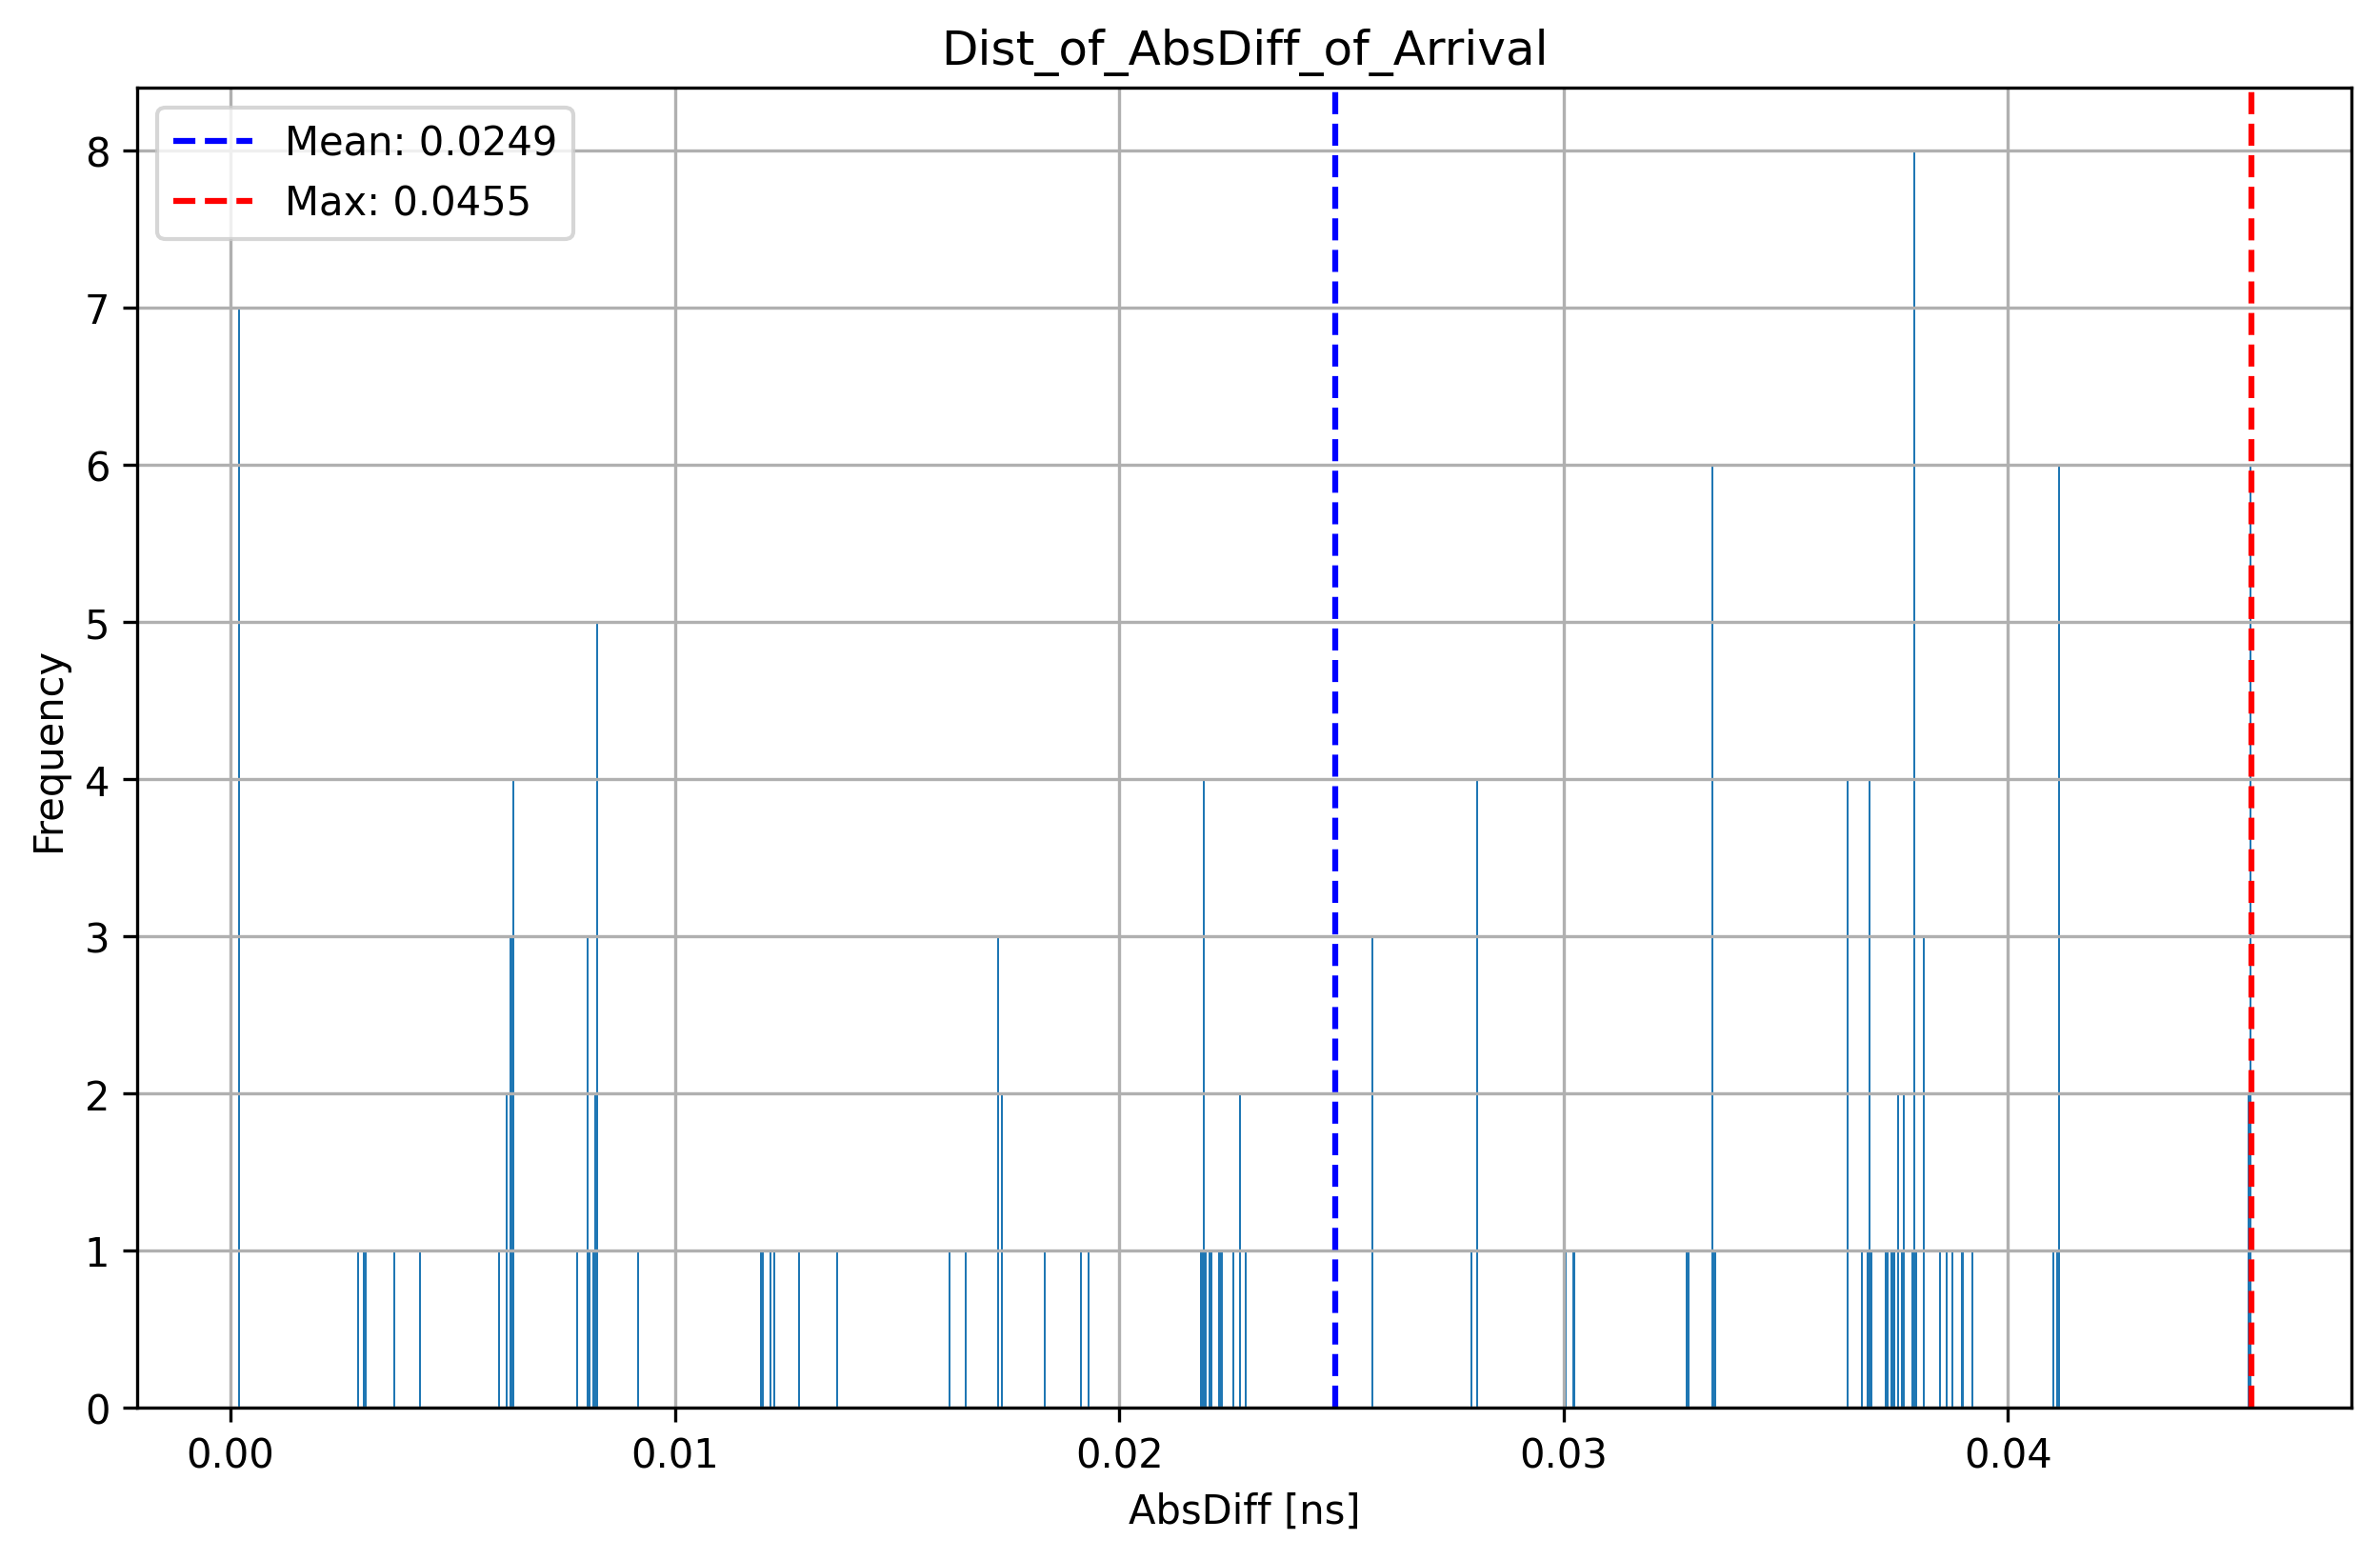 Dist_of_AbsDiff_of_Arrival
Mean: 0.0249
Max: 0.0455
8
7
6
5
4
3
2
1
0
Frequency
0.00 0.01 0.02 0.03 0.04
AbsDiff [ns]